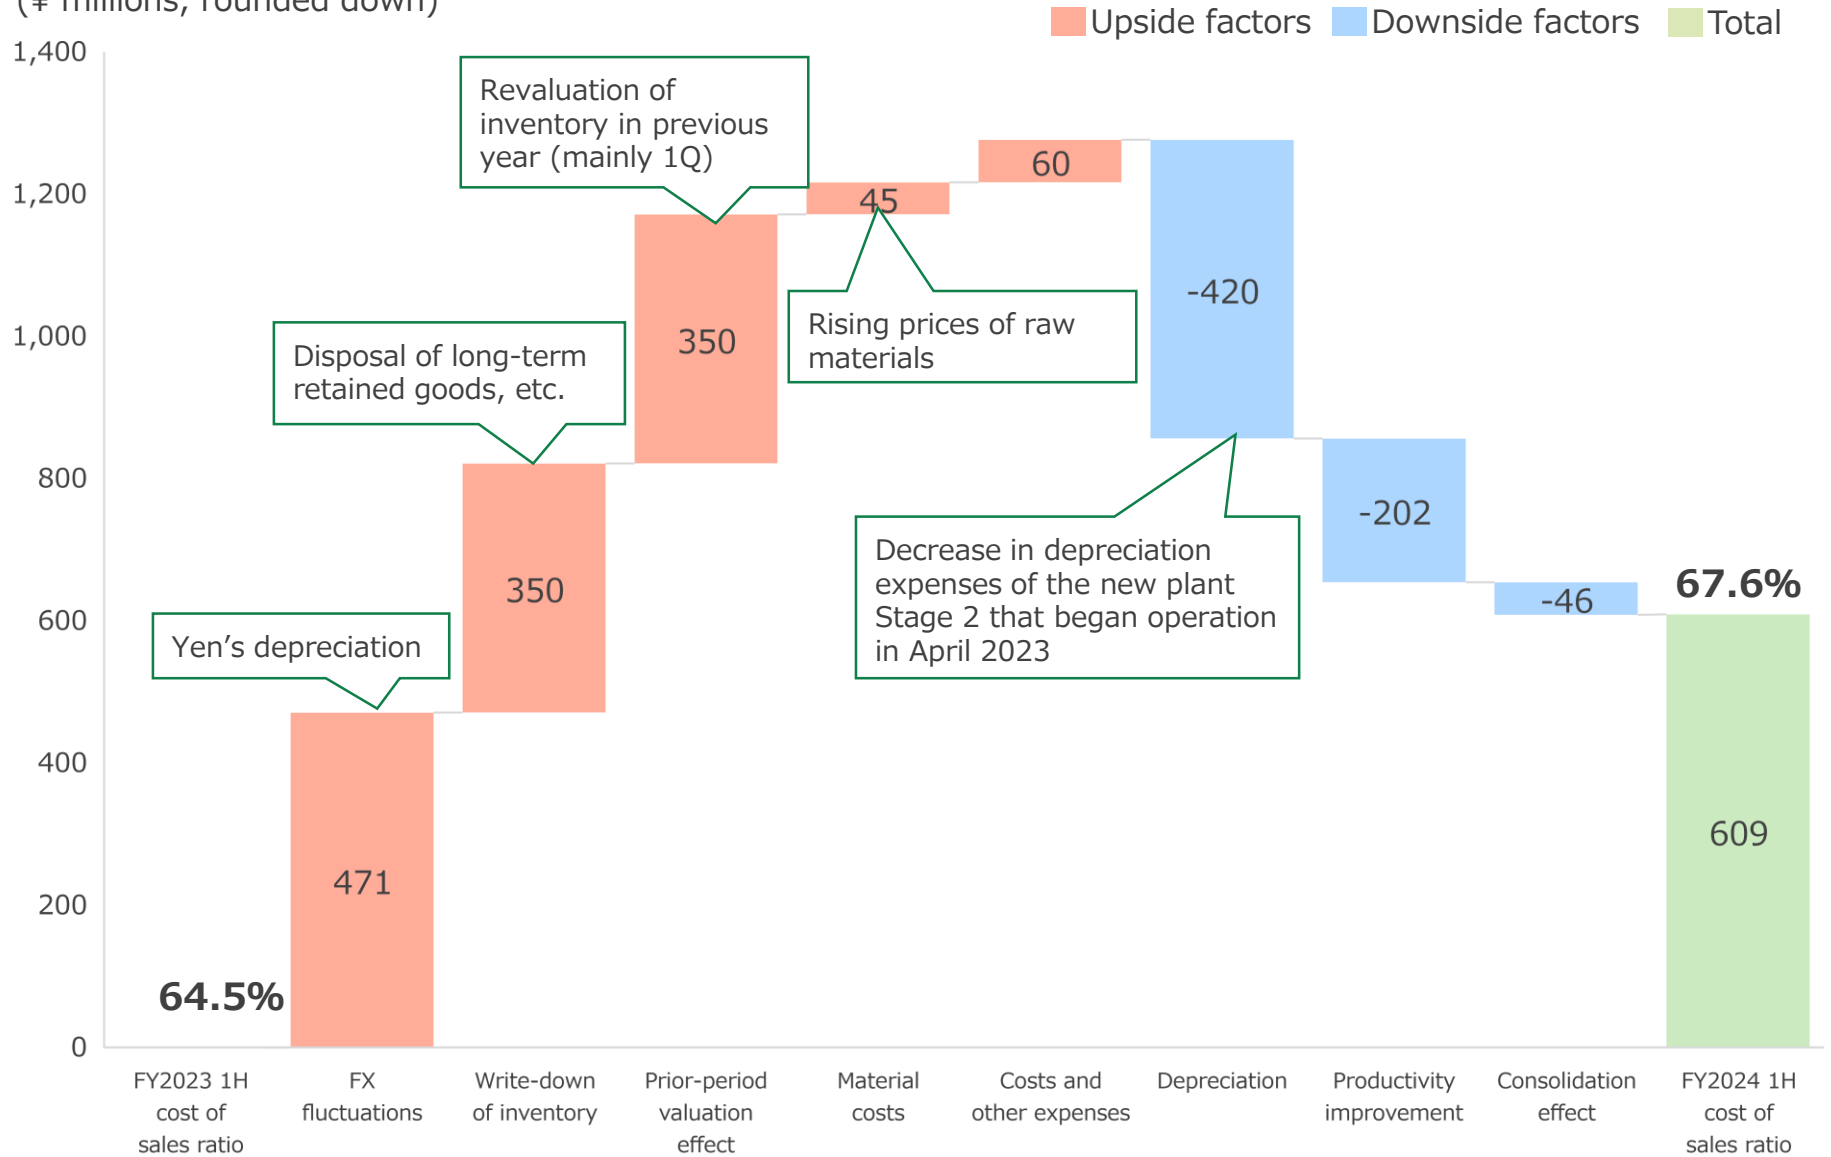 (¥ millions, rounded down)
Upside factors
Downside factors
Total
1,400
1,200
1,000
800
600
400
200
0
Revaluation of
inventory in previous
year (mainly 1Q)
Disposal of long-term
retained goods, etc.
Yen’s depreciation
Rising prices of raw
materials
Decrease in depreciation
expenses of the new plant
Stage 2 that began operation
in April 2023
64.5%
471
350
350
45
60
-420
-202
-46
67.6%
609
FY2023 1H
cost of
sales ratio
FX
fluctuations
Write-down
of inventory
Prior-period
valuation
effect
Material
costs
Costs and
other expenses
Depreciation
Productivity
improvement
Consolidation
effect
FY2024 1H
cost of
sales ratio